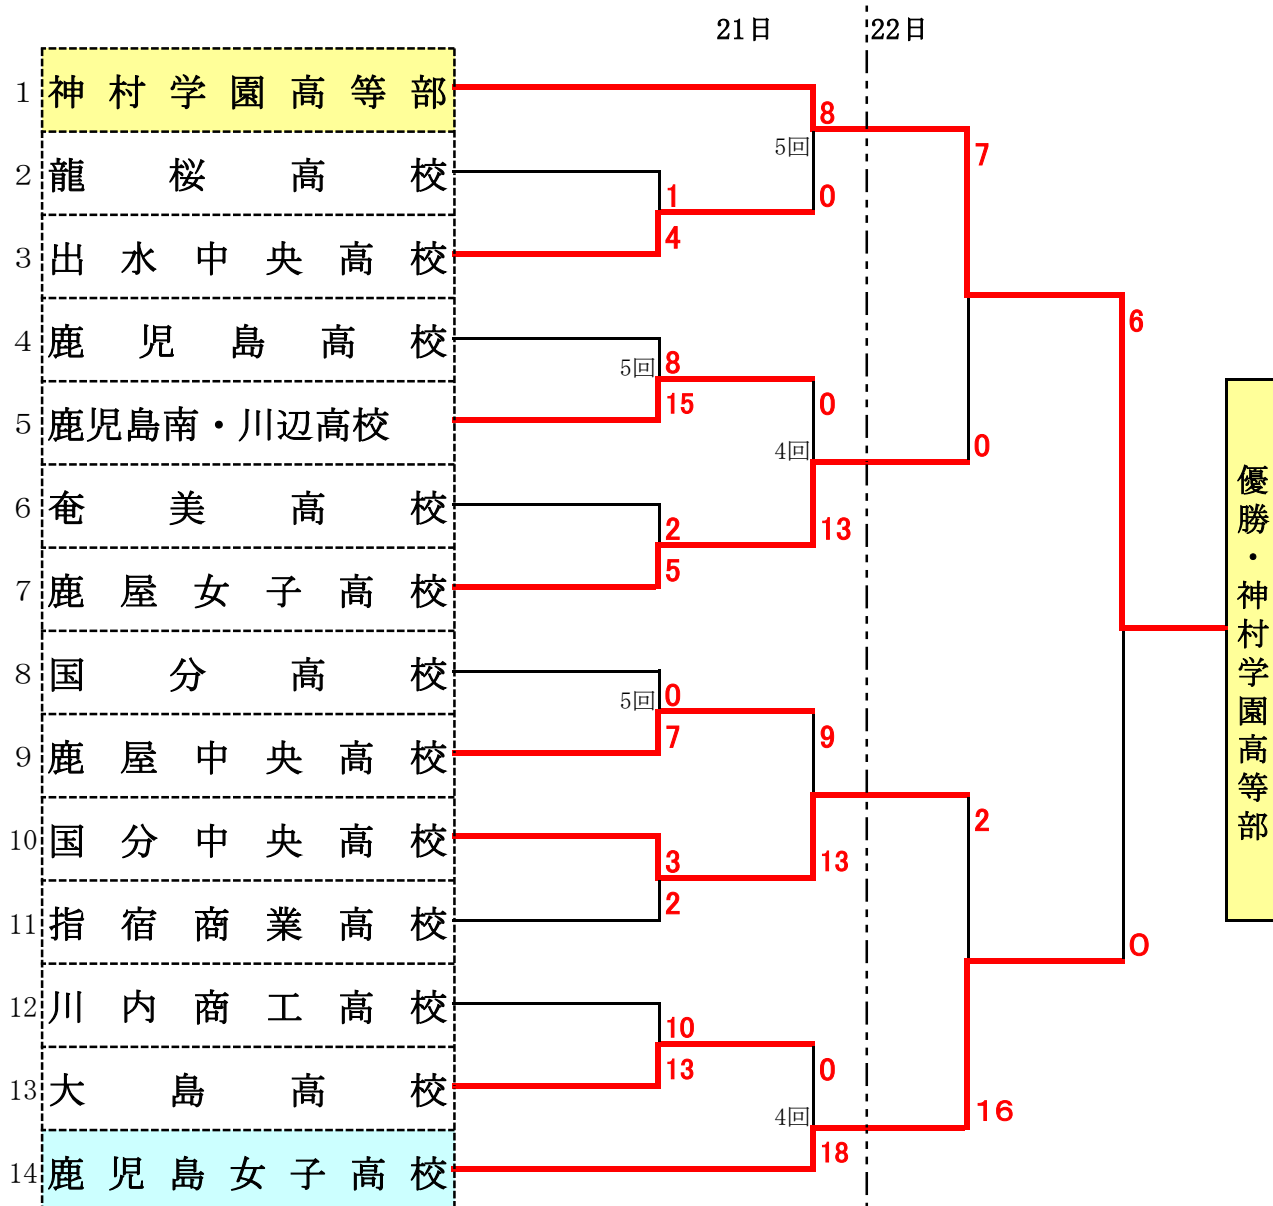 21日 22日
1 神村学園高等部
8
5回
7
2 龍桜高校
1
0
3 出水中央高校
4
4 鹿児島高校
5回 8
6
5 鹿児島南・川辺高校
15
0
4回
0
6 奄美高校
2
13
7 鹿屋女子高校
5
優勝・神村学園高等部
8 国分高校
5回 0
9 鹿屋中央高校
7
9
10 国分中央高校
3
13
2
11 指宿商業高校
2
0
12 川内商工高校
10
13 大島高校
13
0
4回
16
14 鹿児島女子高校
18